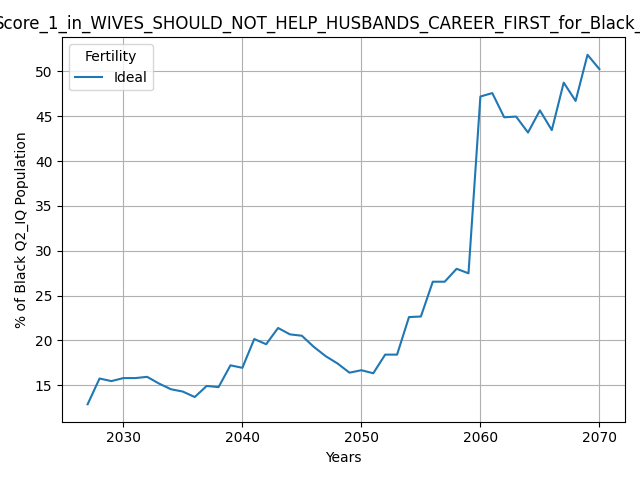 Score_1_in_WIVES_SHOULD_NOT_HELP_HUSBANDS_CAREER_FIRST_for_Black_
Fertility
Ideal
% of Black Q2_IQ Population
50
45
40
35
30
25
20
15
2030 2040 2050 2060 2070
Years